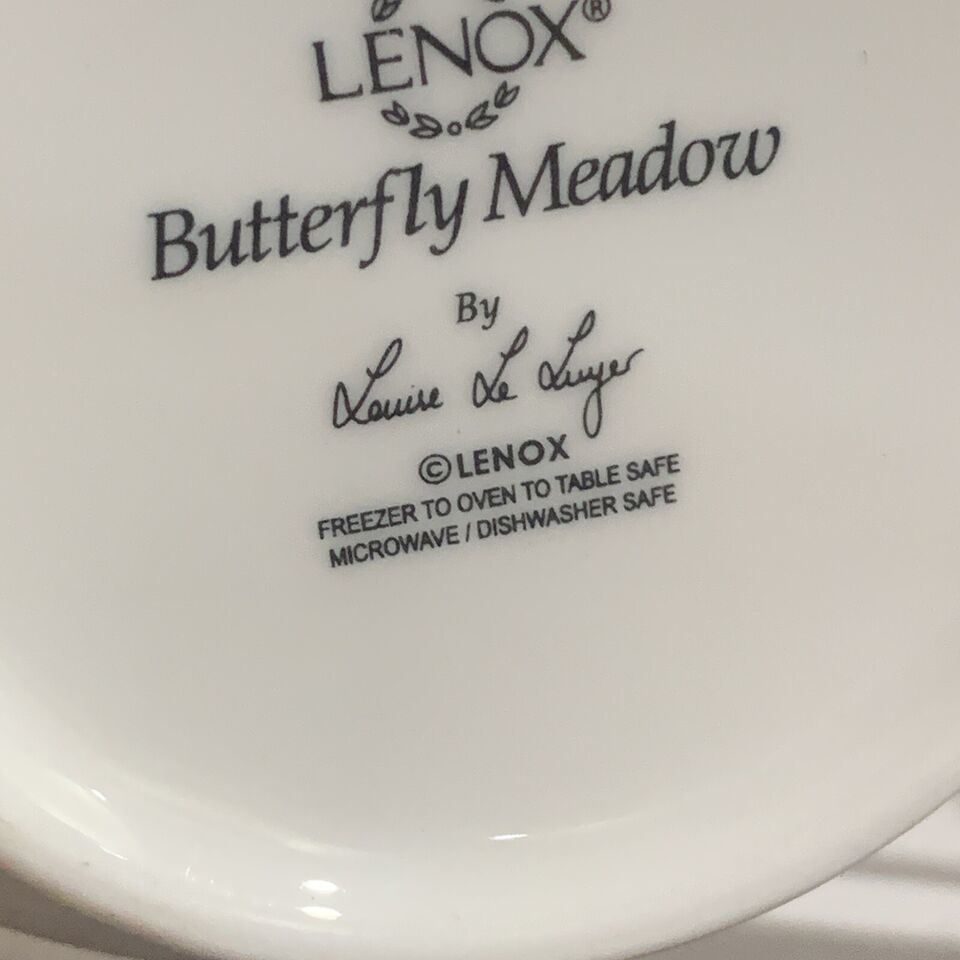 LENOX®
Butterfly Meadow
By
Louise Le Luyer
©LENOX
FREEZER TO OVEN TO TABLE SAFE
MICROWAVE / DISHWASHER SAFE